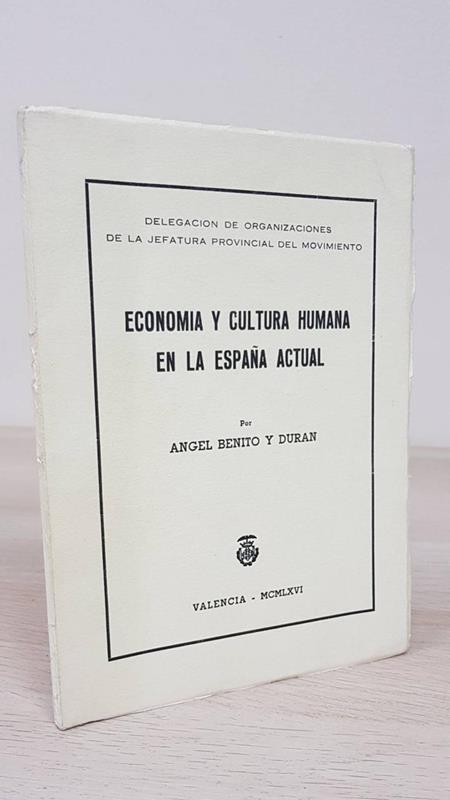 DELEGACION DE ORGANIZACIONES
DE LA JEFATURA PROVINCIAL DEL MOVIMIENTO
ECONOMIA Y CULTURA HUMANA
EN LA ESPAÑA ACTUAL
Por
ANGEL BENITO Y DURAN
VALENCIA - MCMLXVI